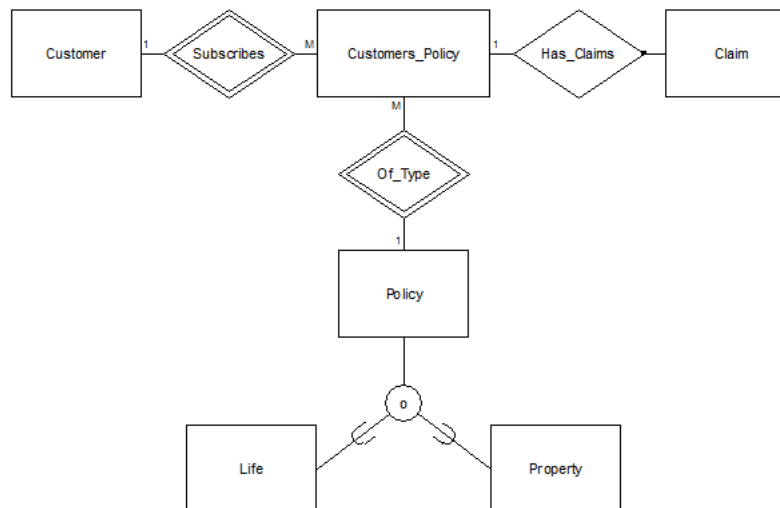 Customer
1
Subscribes
M
Customers_Policy
1
Has_Claims
Claim
M
Of_Type
1
Policy
o
Life
Property